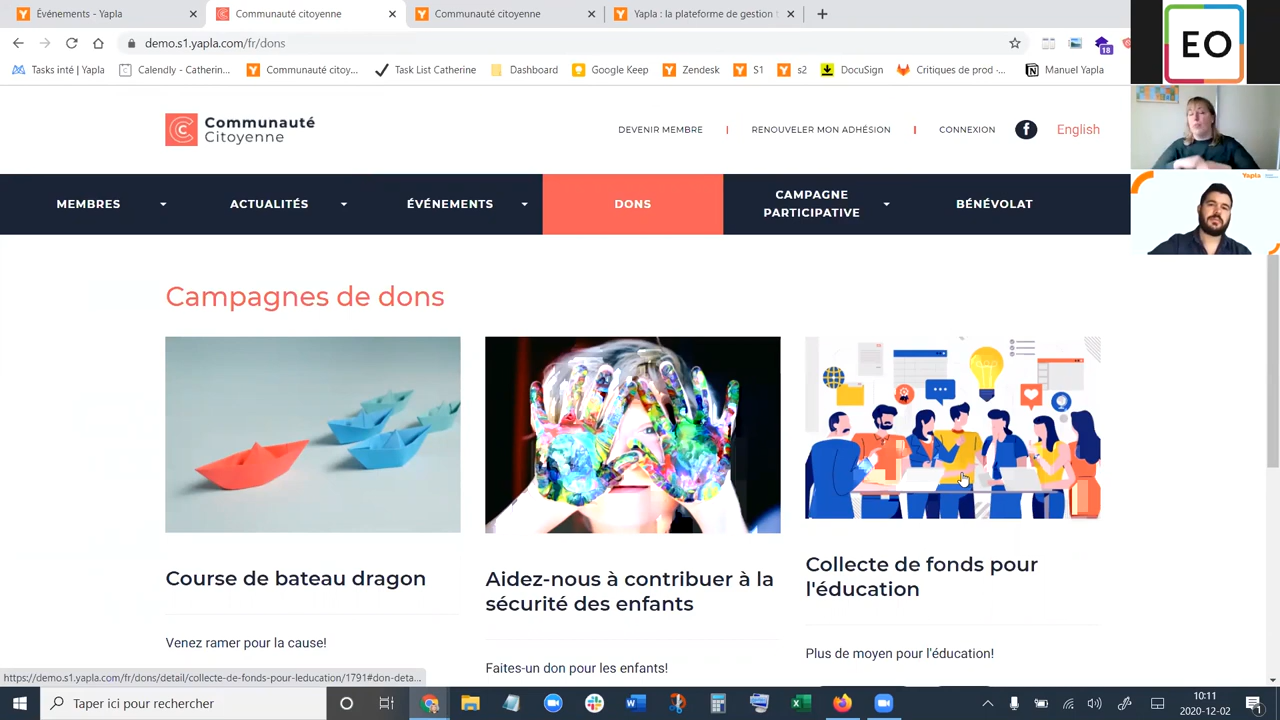 Événements - Yapla
Communauté citoyenne
Communauté citoyenne
Yapla : la plateforme de gestion t
demo.s1.yapla.com/fr/dons
18
Tasks inté | Yapla
Calendly - Catherin...
Communauté citoy...
Task List Catherine
Dashboard
Google Keep
Zendesk
S1
s2
DocuSign
Critiques de prod -...
Manuel Yapla
EO
Yapla
Communauté
Citoyenne
DEVENIR MEMBRE
RENOUVELER MON ADHÉSION
CONNEXION
English
MEMBRES
ACTUALITÉS
ÉVÉNEMENTS
DONS
CAMPAGNE
PARTICIPATIVE
BÉNÉVOLAT
Campagnes de dons
Course de bateau dragon
Venez ramer pour la cause!
Aidez-nous à contribuer à la
sécurité des enfants
Faites-un don pour les enfants!
Collecte de fonds pour
l'éducation
Plus de moyen pour l'éducation!
https://demo.s1.yapla.com/fr/dons/detail/collecte-de-fonds-pour-leducation/1791#don-deta...
Taper ici pour rechercher
10:11
2020-12-02
1